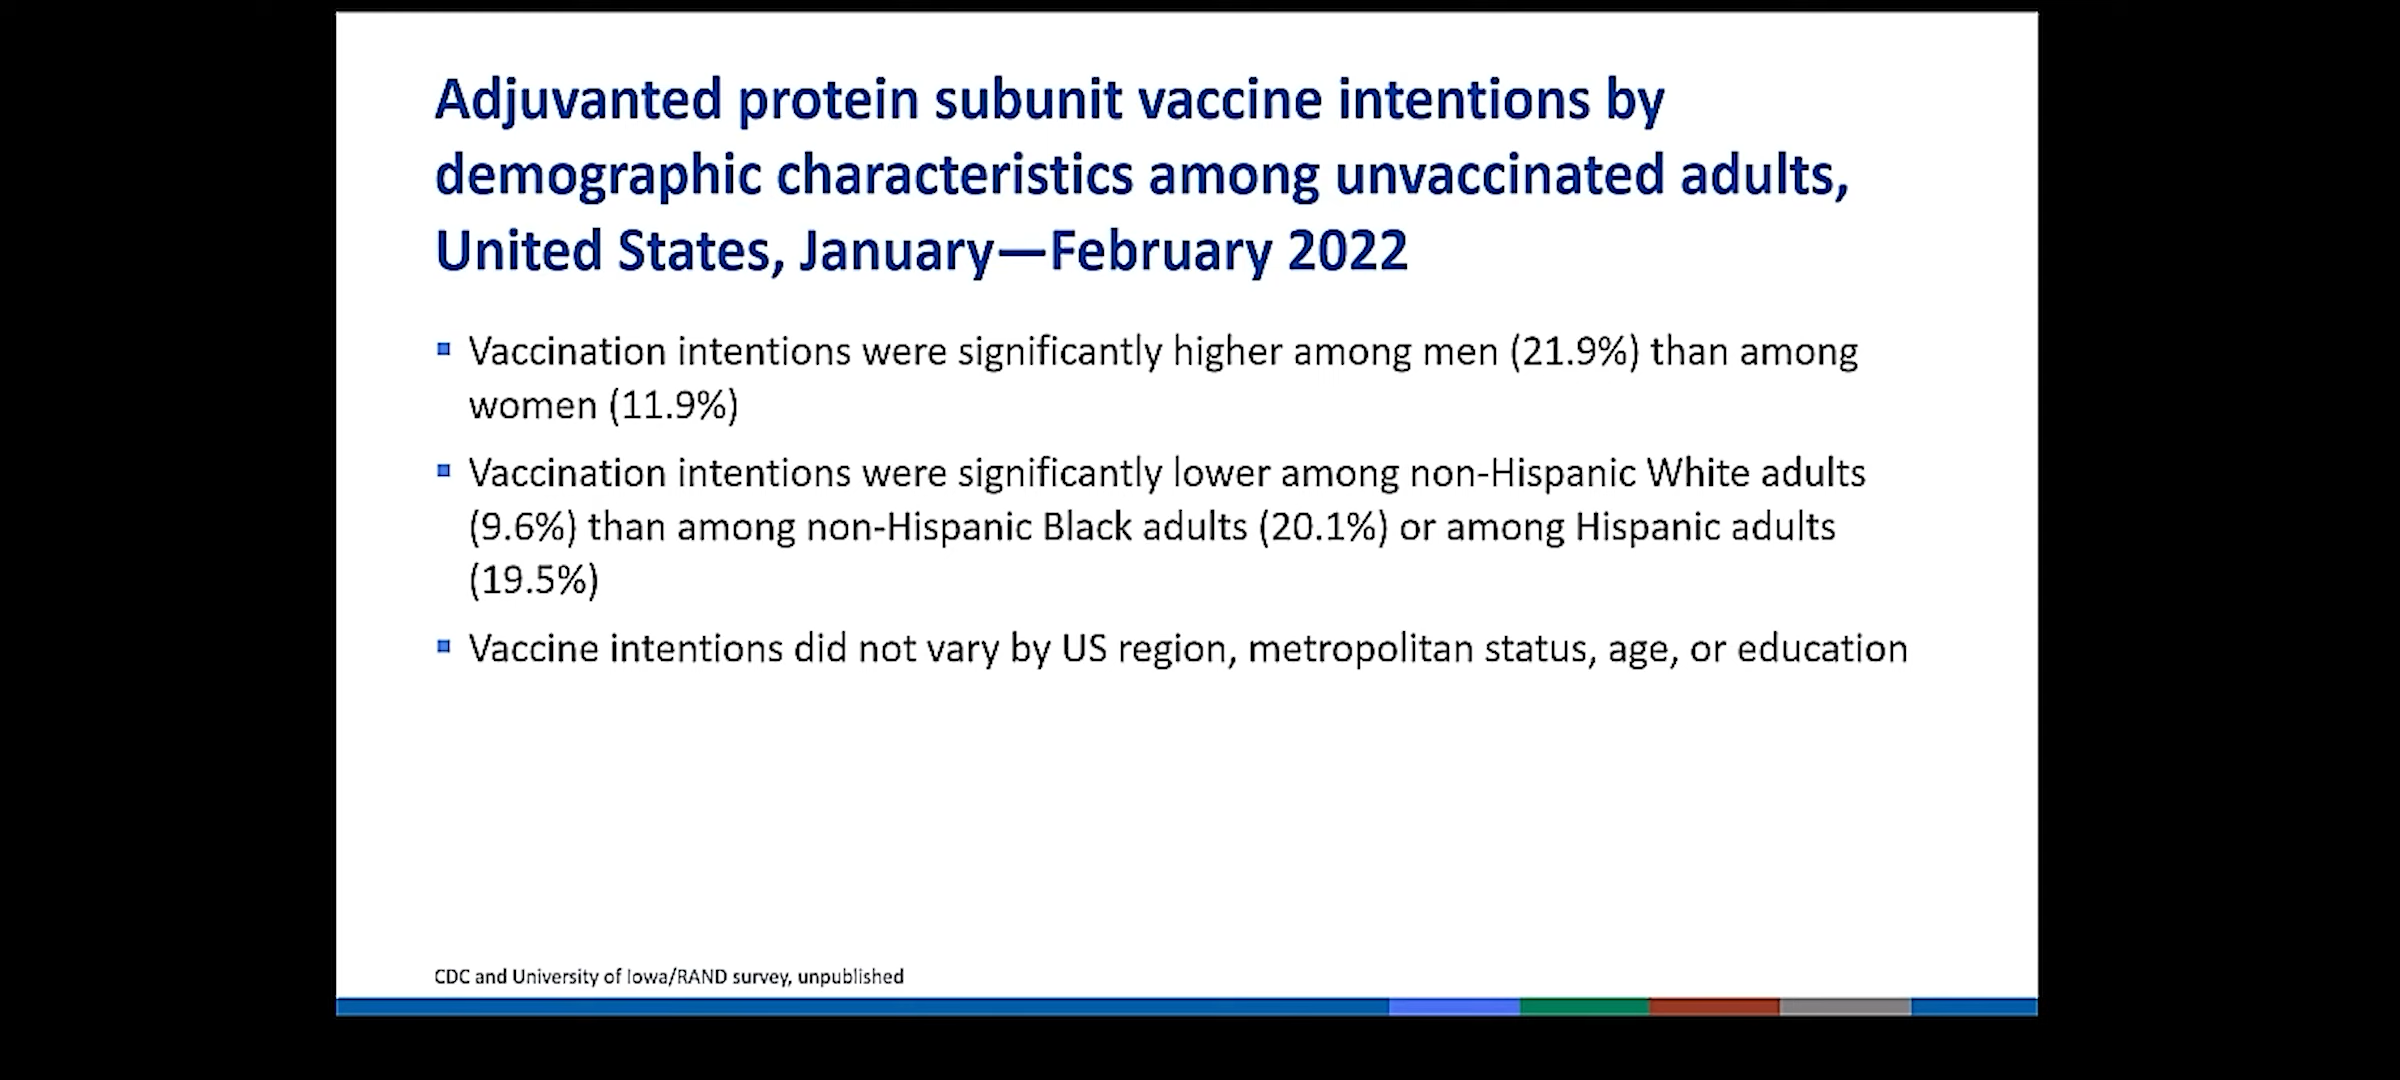 Adjuvanted protein subunit vaccine intentions by
demographic characteristics among unvaccinated adults,
United States, January—February 2022
▪ Vaccination intentions were significantly higher among men (21.9%) than among
women (11.9%)
▪ Vaccination intentions were significantly lower among non-Hispanic White adults
(9.6%) than among non-Hispanic Black adults (20.1%) or among Hispanic adults
(19.5%)
▪ Vaccine intentions did not vary by US region, metropolitan status, age, or education
CDC and University of Iowa/RAND survey, unpublished